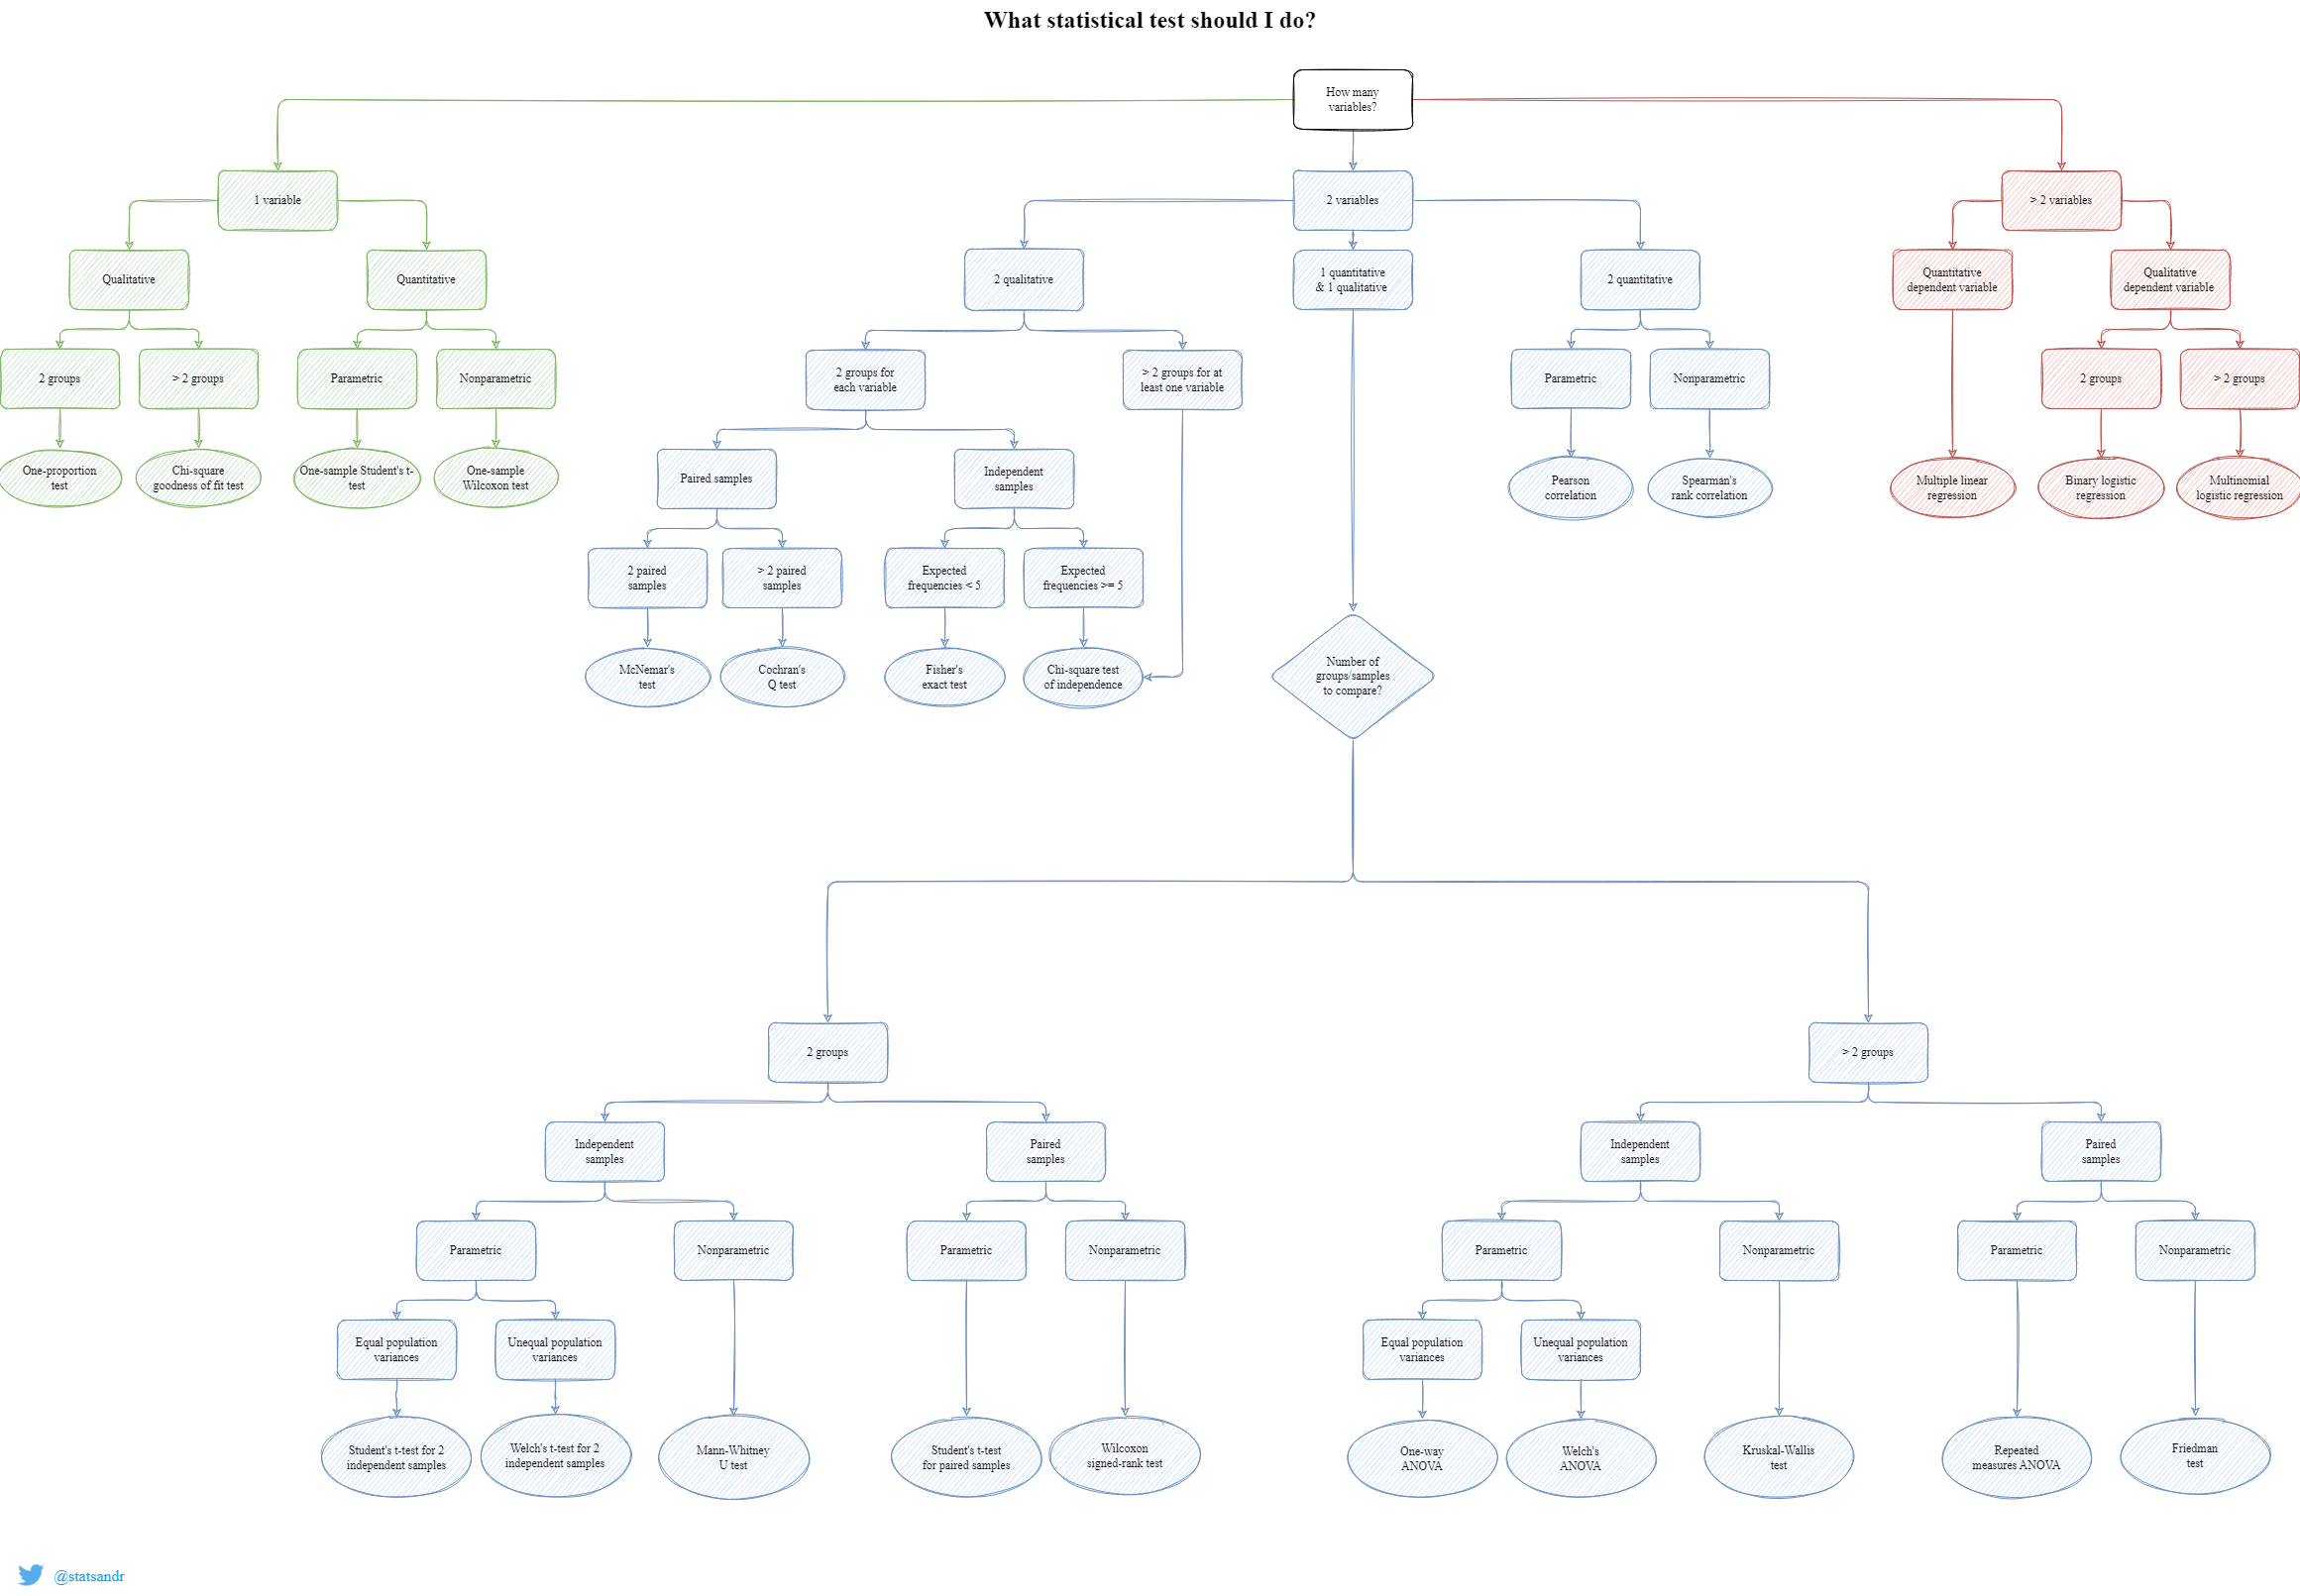 What statistical test should I do?
How many
variables?
1 variable
2 variables
> 2 variables
Qualitative
Quantitative
2 qualitative
1 quantitative
& 1 qualitative
2 quantitative
Quantitative
dependent variable
Qualitative
dependent variable
2 groups
> 2 groups
Parametric
Nonparametric
2 groups for
each variable
> 2 groups for at
least one variable
Parametric
Nonparametric
2 groups
> 2 groups
One-proportion
test
Chi-square
goodness of fit test
One-sample Student's t-
test
One-sample
Wilcoxon test
Paired samples
Independent
samples
Pearson
correlation
Spearman's
rank correlation
Multiple linear
regression
Binary logistic
regression
Multinomial
logistic regression
2 paired
samples
> 2 paired
samples
Expected
frequencies < 5
Expected
frequencies >= 5
McNemar's
test
Cochran's
Q test
Fisher's
exact test
Chi-square test
of independence
Number of
groups/samples
to compare?
2 groups
> 2 groups
Independent
samples
Paired
samples
Independent
samples
Paired
samples
Parametric
Nonparametric
Parametric
Nonparametric
Parametric
Nonparametric
Parametric
Nonparametric
Equal population
variances
Unequal population
variances
Equal population
variances
Unequal population
variances
Student's t-test for 2
independent samples
Welch's t-test for 2
independent samples
Mann-Whitney
U test
Student's t-test
for paired samples
Wilcoxon
signed-rank test
One-way
ANOVA
Welch's
ANOVA
Kruskal-Wallis
test
Repeated
measures ANOVA
Friedman
test
@statsandr